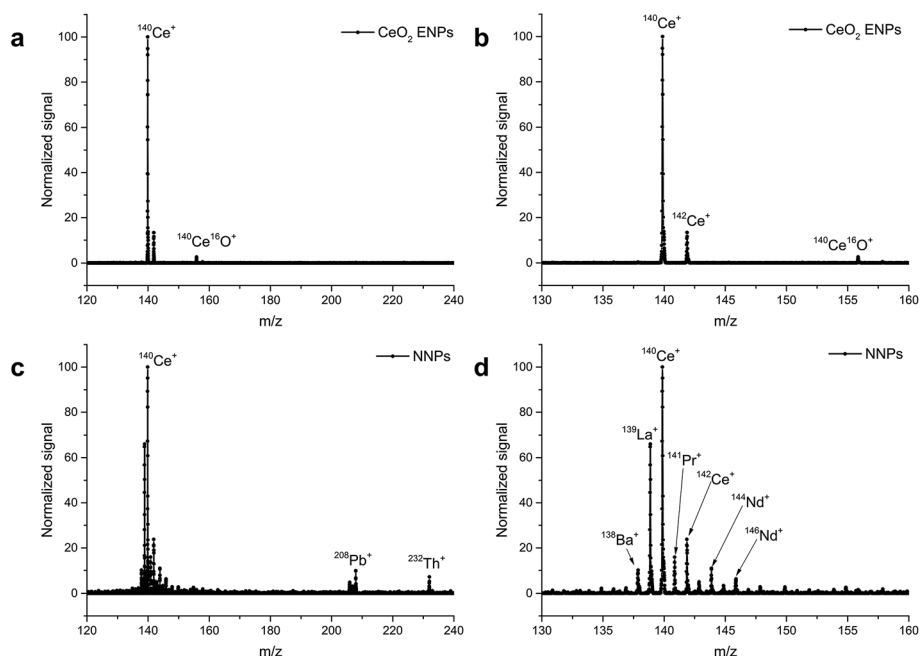 a
¹⁴⁰Ce⁺
CeO₂ ENPs
Normalized signal
100
80
60
40
20
0
¹⁴⁰Ce¹⁶O⁺
120 140 160 180 200 220 240
m/z
b
¹⁴⁰Ce⁺
CeO₂ ENPs
Normalized signal
100
80
60
40
20
0
¹⁴²Ce⁺
¹⁴⁰Ce¹⁶O⁺
130 135 140 145 150 155 160
m/z
c
¹⁴⁰Ce⁺
NNPs
Normalized signal
100
80
60
40
20
0
²⁰⁸Pb⁺
²³²Th⁺
120 140 160 180 200 220 240
m/z
d
¹⁴⁰Ce⁺
NNPs
Normalized signal
100
80
60
40
20
0
¹³⁹La⁺
¹⁴¹Pr⁺
¹⁴²Ce⁺
¹⁴⁴Nd⁺
¹³⁸Ba⁺
¹⁴⁶Nd⁺
130 135 140 145 150 155 160
m/z